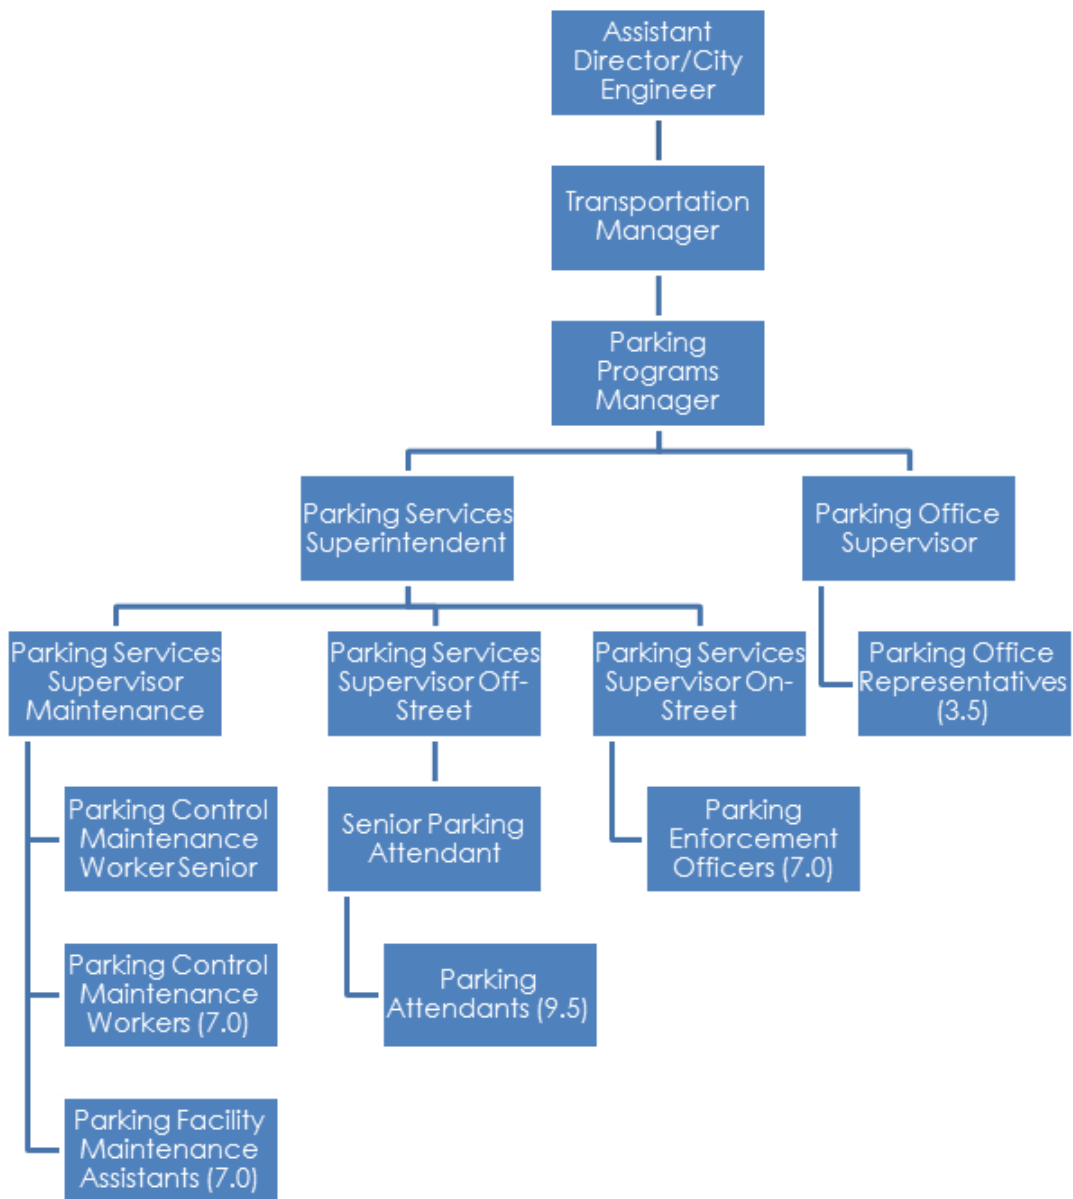 Assistant
Director/City
Engineer
Transportation
Manager
Parking
Programs
Manager
Parking Services
Superintendent
Parking Office
Supervisor
Parking Services
Supervisor
Maintenance
Parking Services
Supervisor Off-
Street
Parking Services
Supervisor On-
Street
Parking Office
Representatives
(3.5)
Parking Control
Maintenance
Worker Senior
Senior Parking
Attendant
Parking
Enforcement
Officers (7.0)
Parking Control
Maintenance
Workers (7.0)
Parking
Attendants (9.5)
Parking Facility
Maintenance
Assistants (7.0)